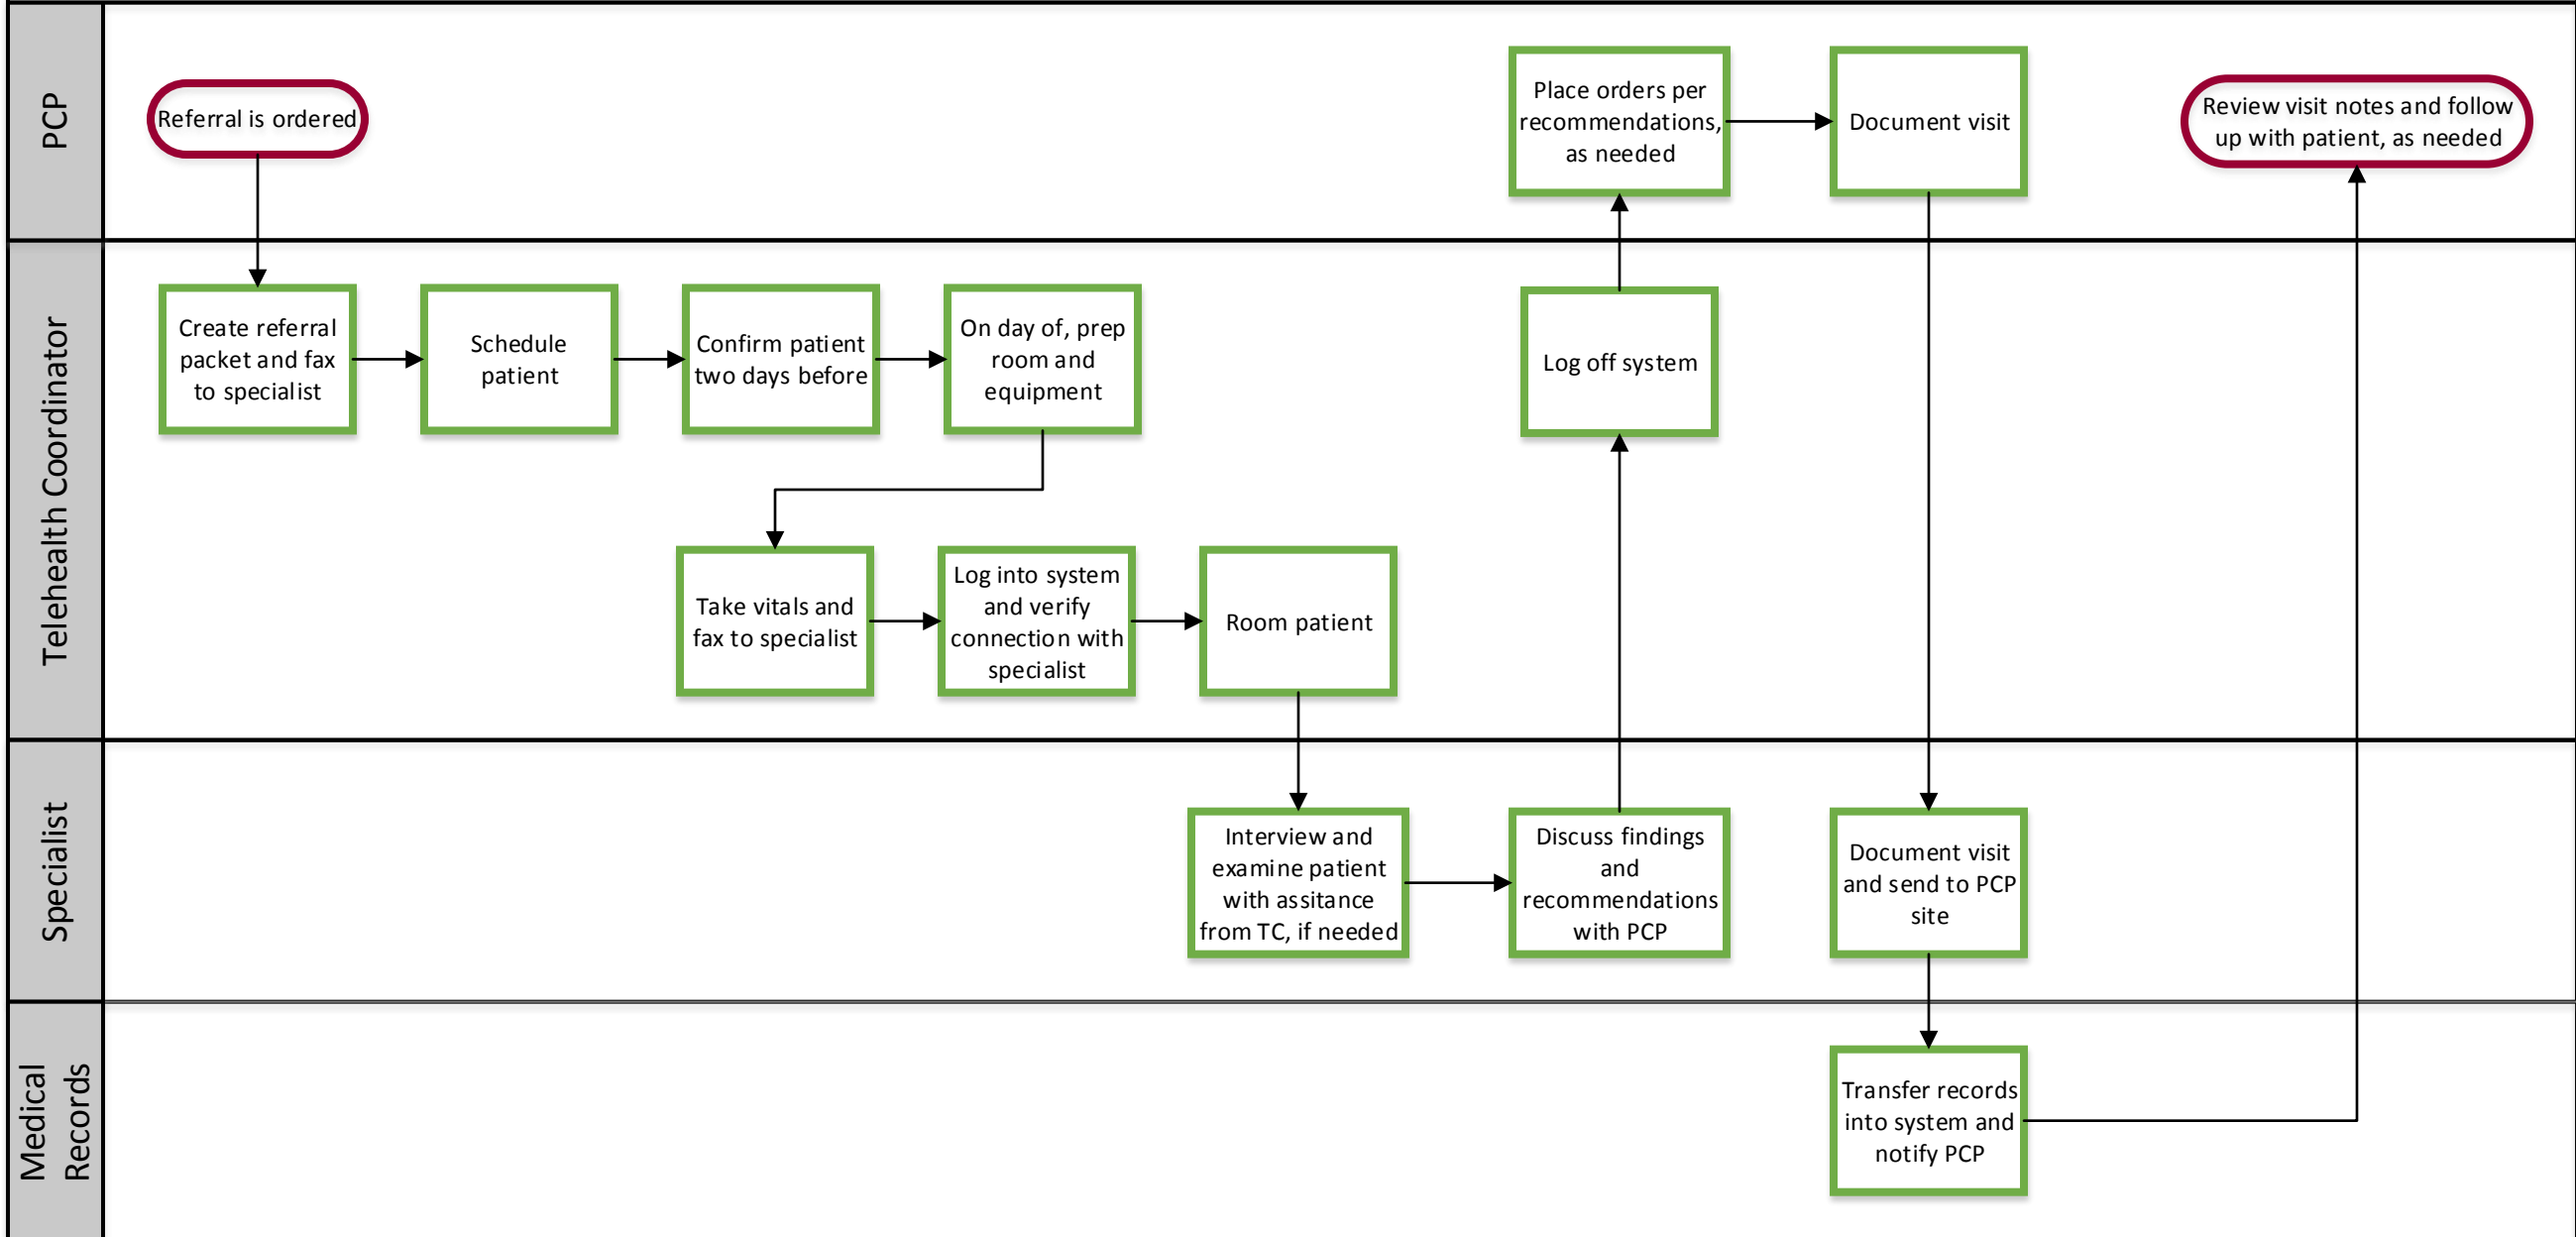 PCP
Referral is ordered
Place orders per
recommendations,
as needed
Document visit
Review visit notes and follow
up with patient, as needed
Telehealth Coordinator
Create referral
packet and fax
to specialist
Schedule
patient
Confirm patient
two days before
On day of, prep
room and
equipment
Log off system
Take vitals and
fax to specialist
Log into system
and verify
connection with
specialist
Room patient
Specialist
Interview and
examine patient
with assitance
from TC, if needed
Discuss findings
and
recommendations
with PCP
Document visit
and send to PCP
site
Medical
Records
Transfer records
into system and
notify PCP